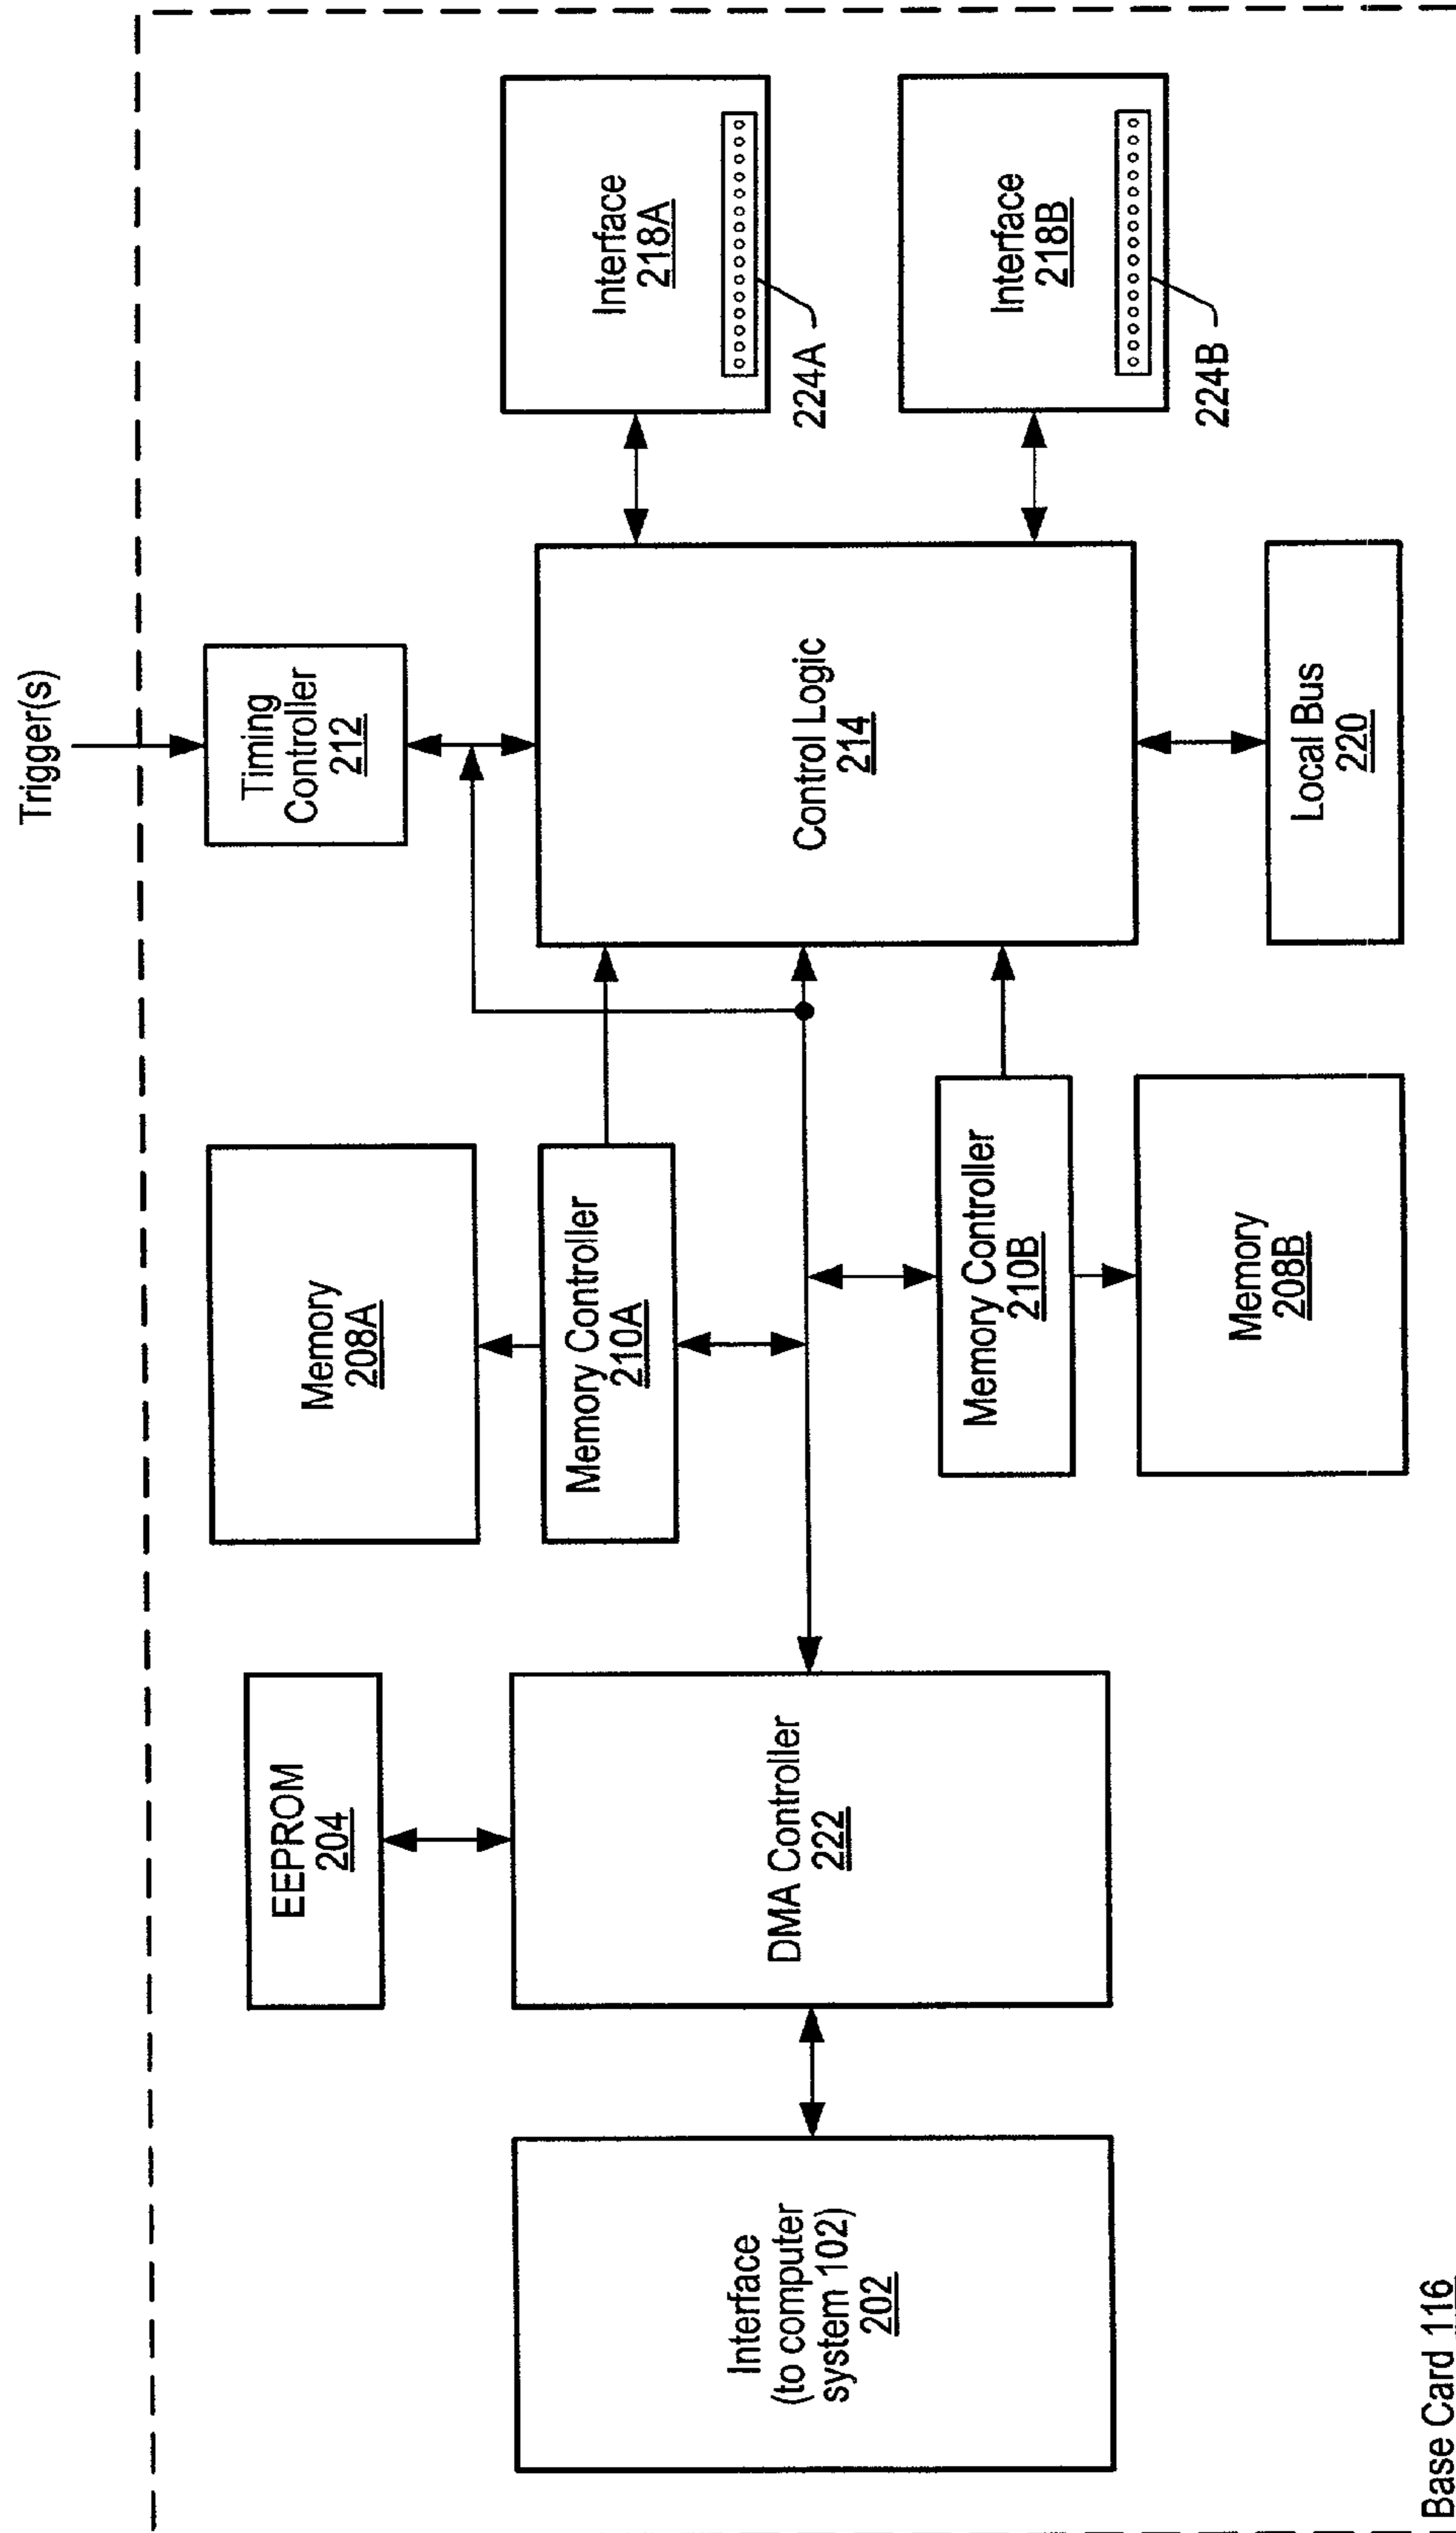 Trigger(s)
EEPROM
204
Memory
208A
Timing
Controller
212
Interface
218A
224A
Memory Controller
210A
Interface
(to computer
system 102)
202
DMA Controller
222
Control Logic
214
Interface
218B
224B
Memory Controller
210B
Memory
208B
Local Bus
220
Base Card 116